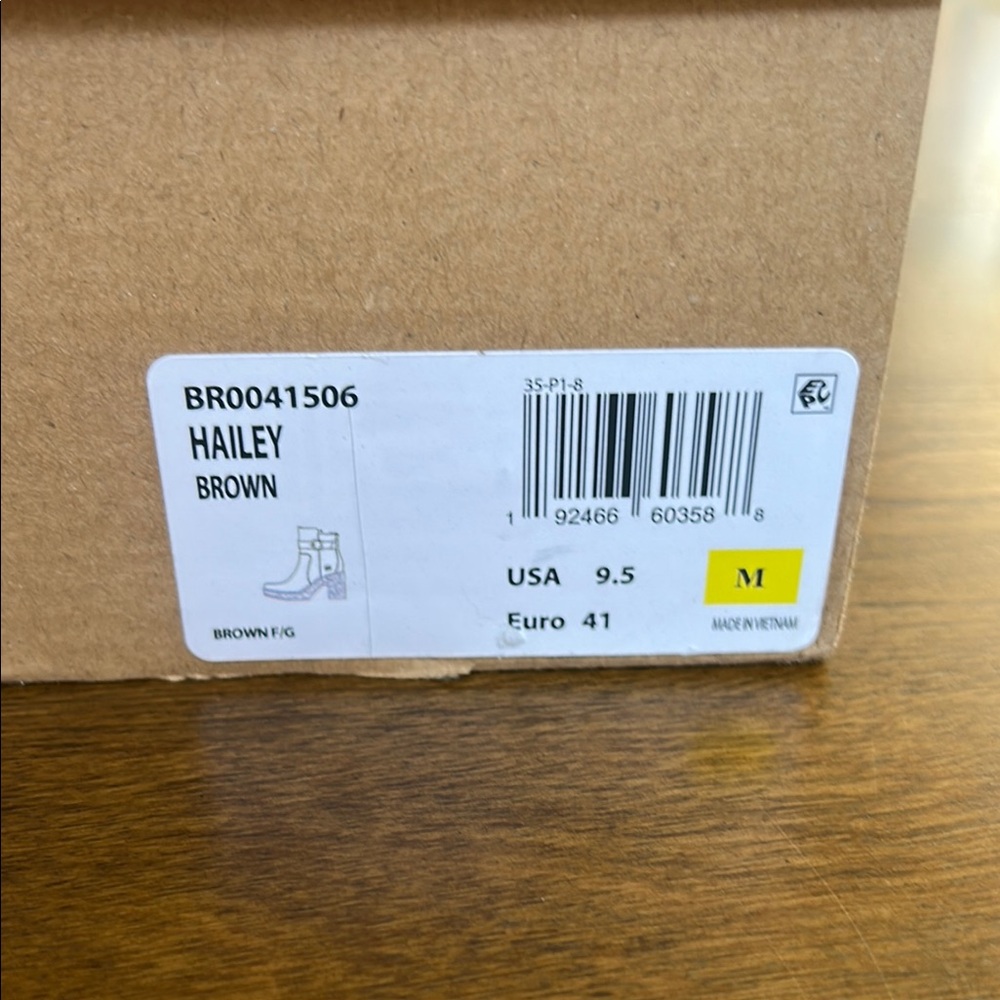 BR0041506
HAILEY
BROWN
BROWN F/G
35-P1-8
1 92466 60358 8
USA 9.5
Euro 41
M
MADE IN VIETNAM